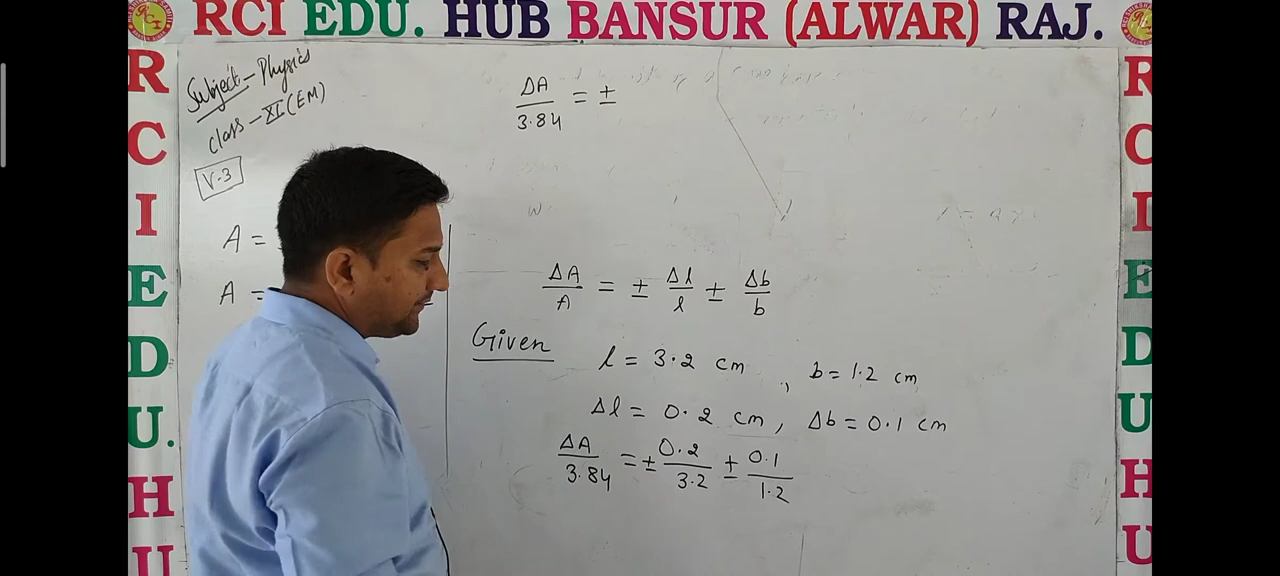 RCI EDU. HUB BANSUR (ALWAR) RAJ.
R
C
I
E
D
U.
H
U
Subject - Physics
Class - XI (EM)
V.3
A =
A =
ΔA/3.84 = ±
ΔA/A = ± Δl/l ± Δb/b
Given
l = 3.2 cm, b = 1.2 cm
Δl = 0.2 cm, Δb = 0.1 cm
ΔA/3.84 = ± 0.2/3.2 ± 0.1/1.2
R
C
I
E
D
U
H
U